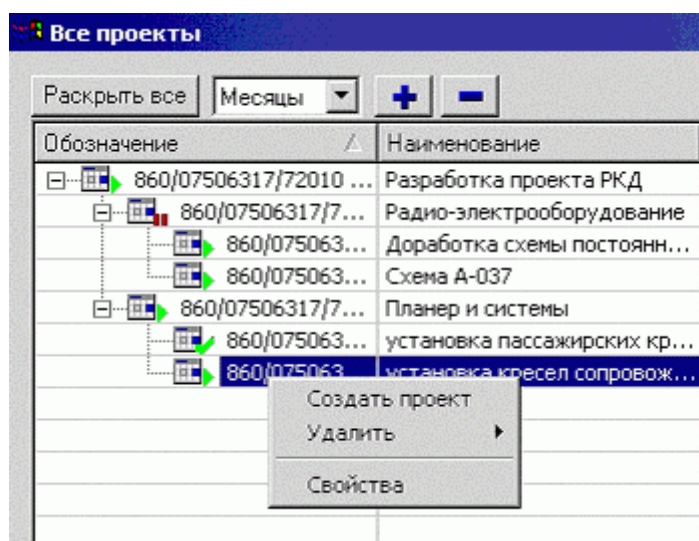 Все проекты
Раскрыть все Месяцы
Обозначение Наименование
860/07506317/72010 ... Разработка проекта РКД
860/07506317/7... Радио-электрооборудование
860/075063... Доработка схемы постоянн...
860/075063... Схема А-037
860/07506317/7... Планер и системы
860/075063... установка пассажирских кр...
860/075063... установка кресел сопровож...
Создать проект
Удалить
Свойства